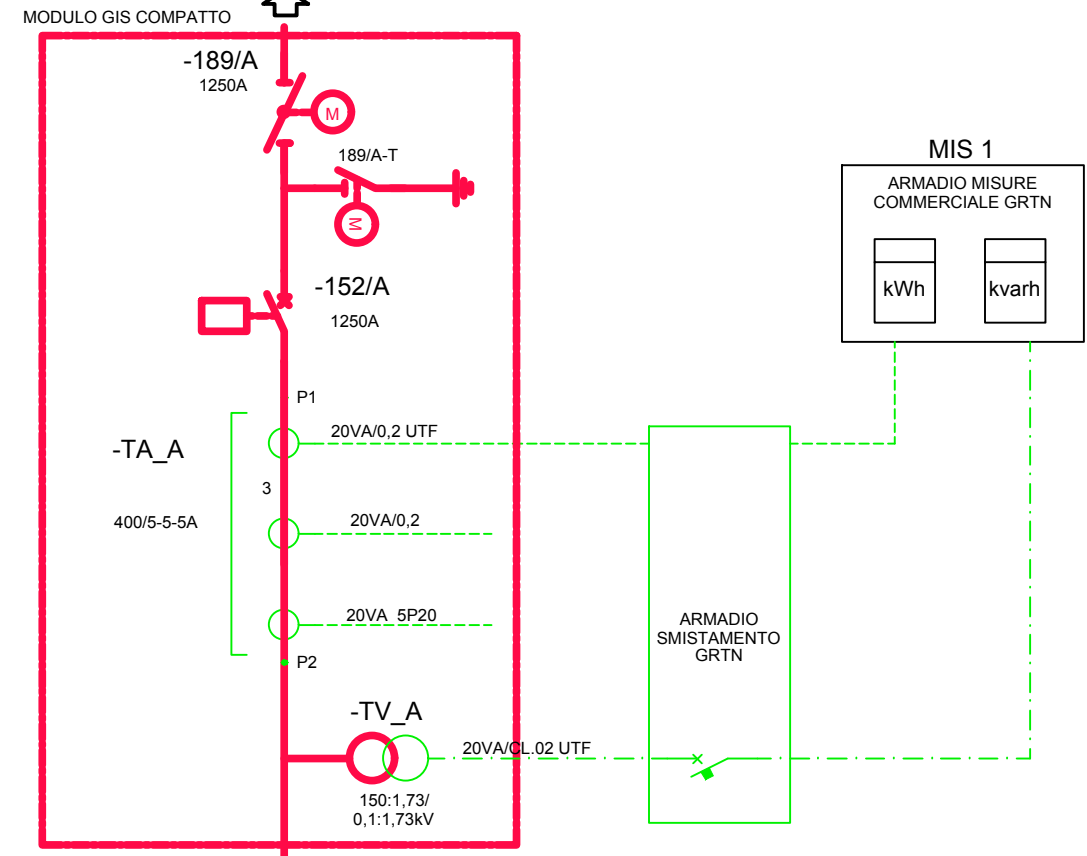 MODULO GIS COMPATTO
-189/A
1250A
M
189/A-T
M
-152/A
1250A
P1
20VA/0,2 UTF
-TA_A
3
400/5-5-5A
20VA/0,2
20VA 5P20
P2
-TV_A
20VA/CL.02 UTF
150:1,73/
0,1:1,73kV
MIS 1
ARMADIO MISURE
COMMERCIALE GRTN
kWh
kvarh
ARMADIO
SMISTAMENTO
GRTN